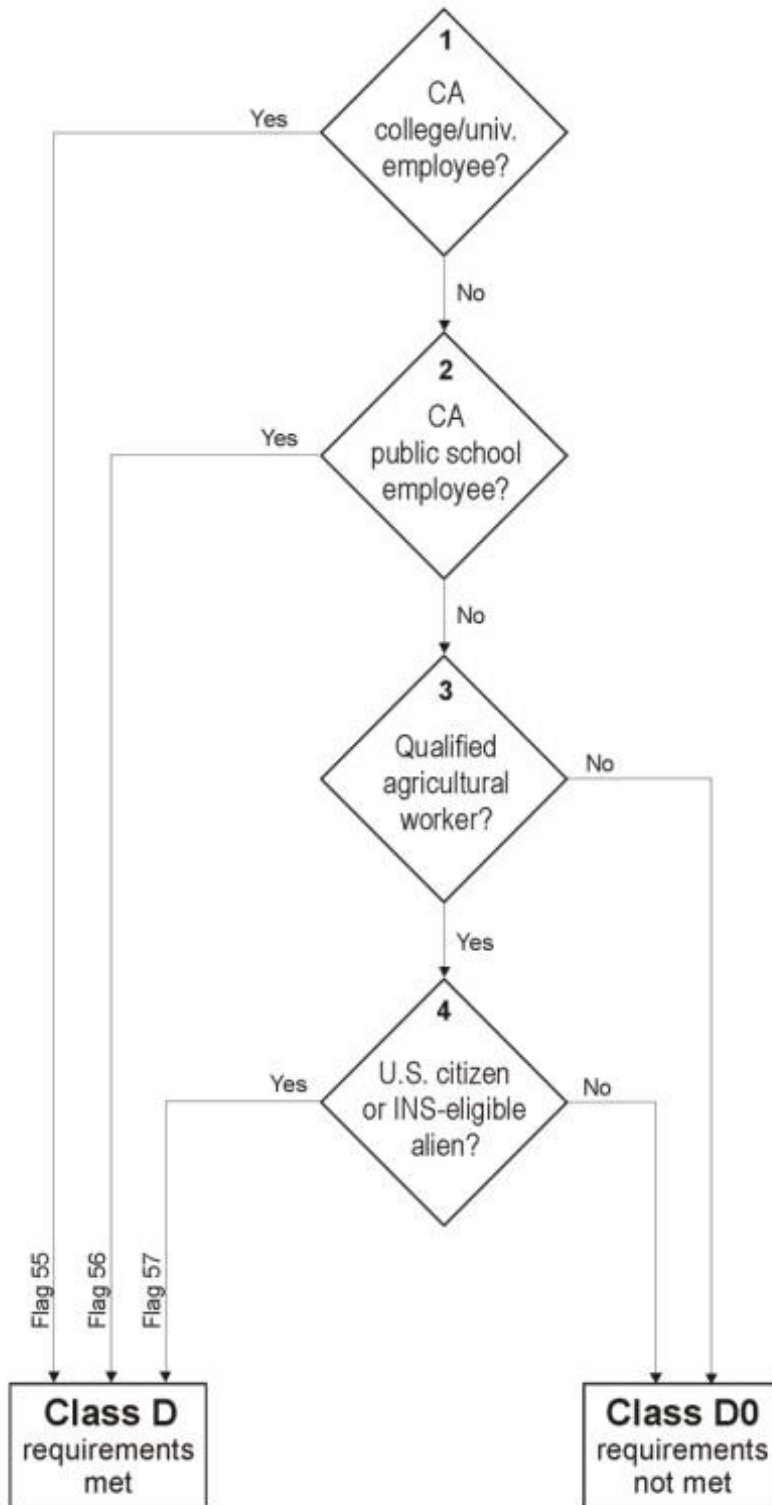 1
CA
college/univ.
employee?
Yes
No
2
CA
public school
employee?
Yes
No
3
Qualified
agricultural
worker?
No
Yes
4
U.S. citizen
or INS-eligible
alien?
Yes
No
Flag 55
Flag 56
Flag 57
Class D
requirements
met
Class D0
requirements
not met